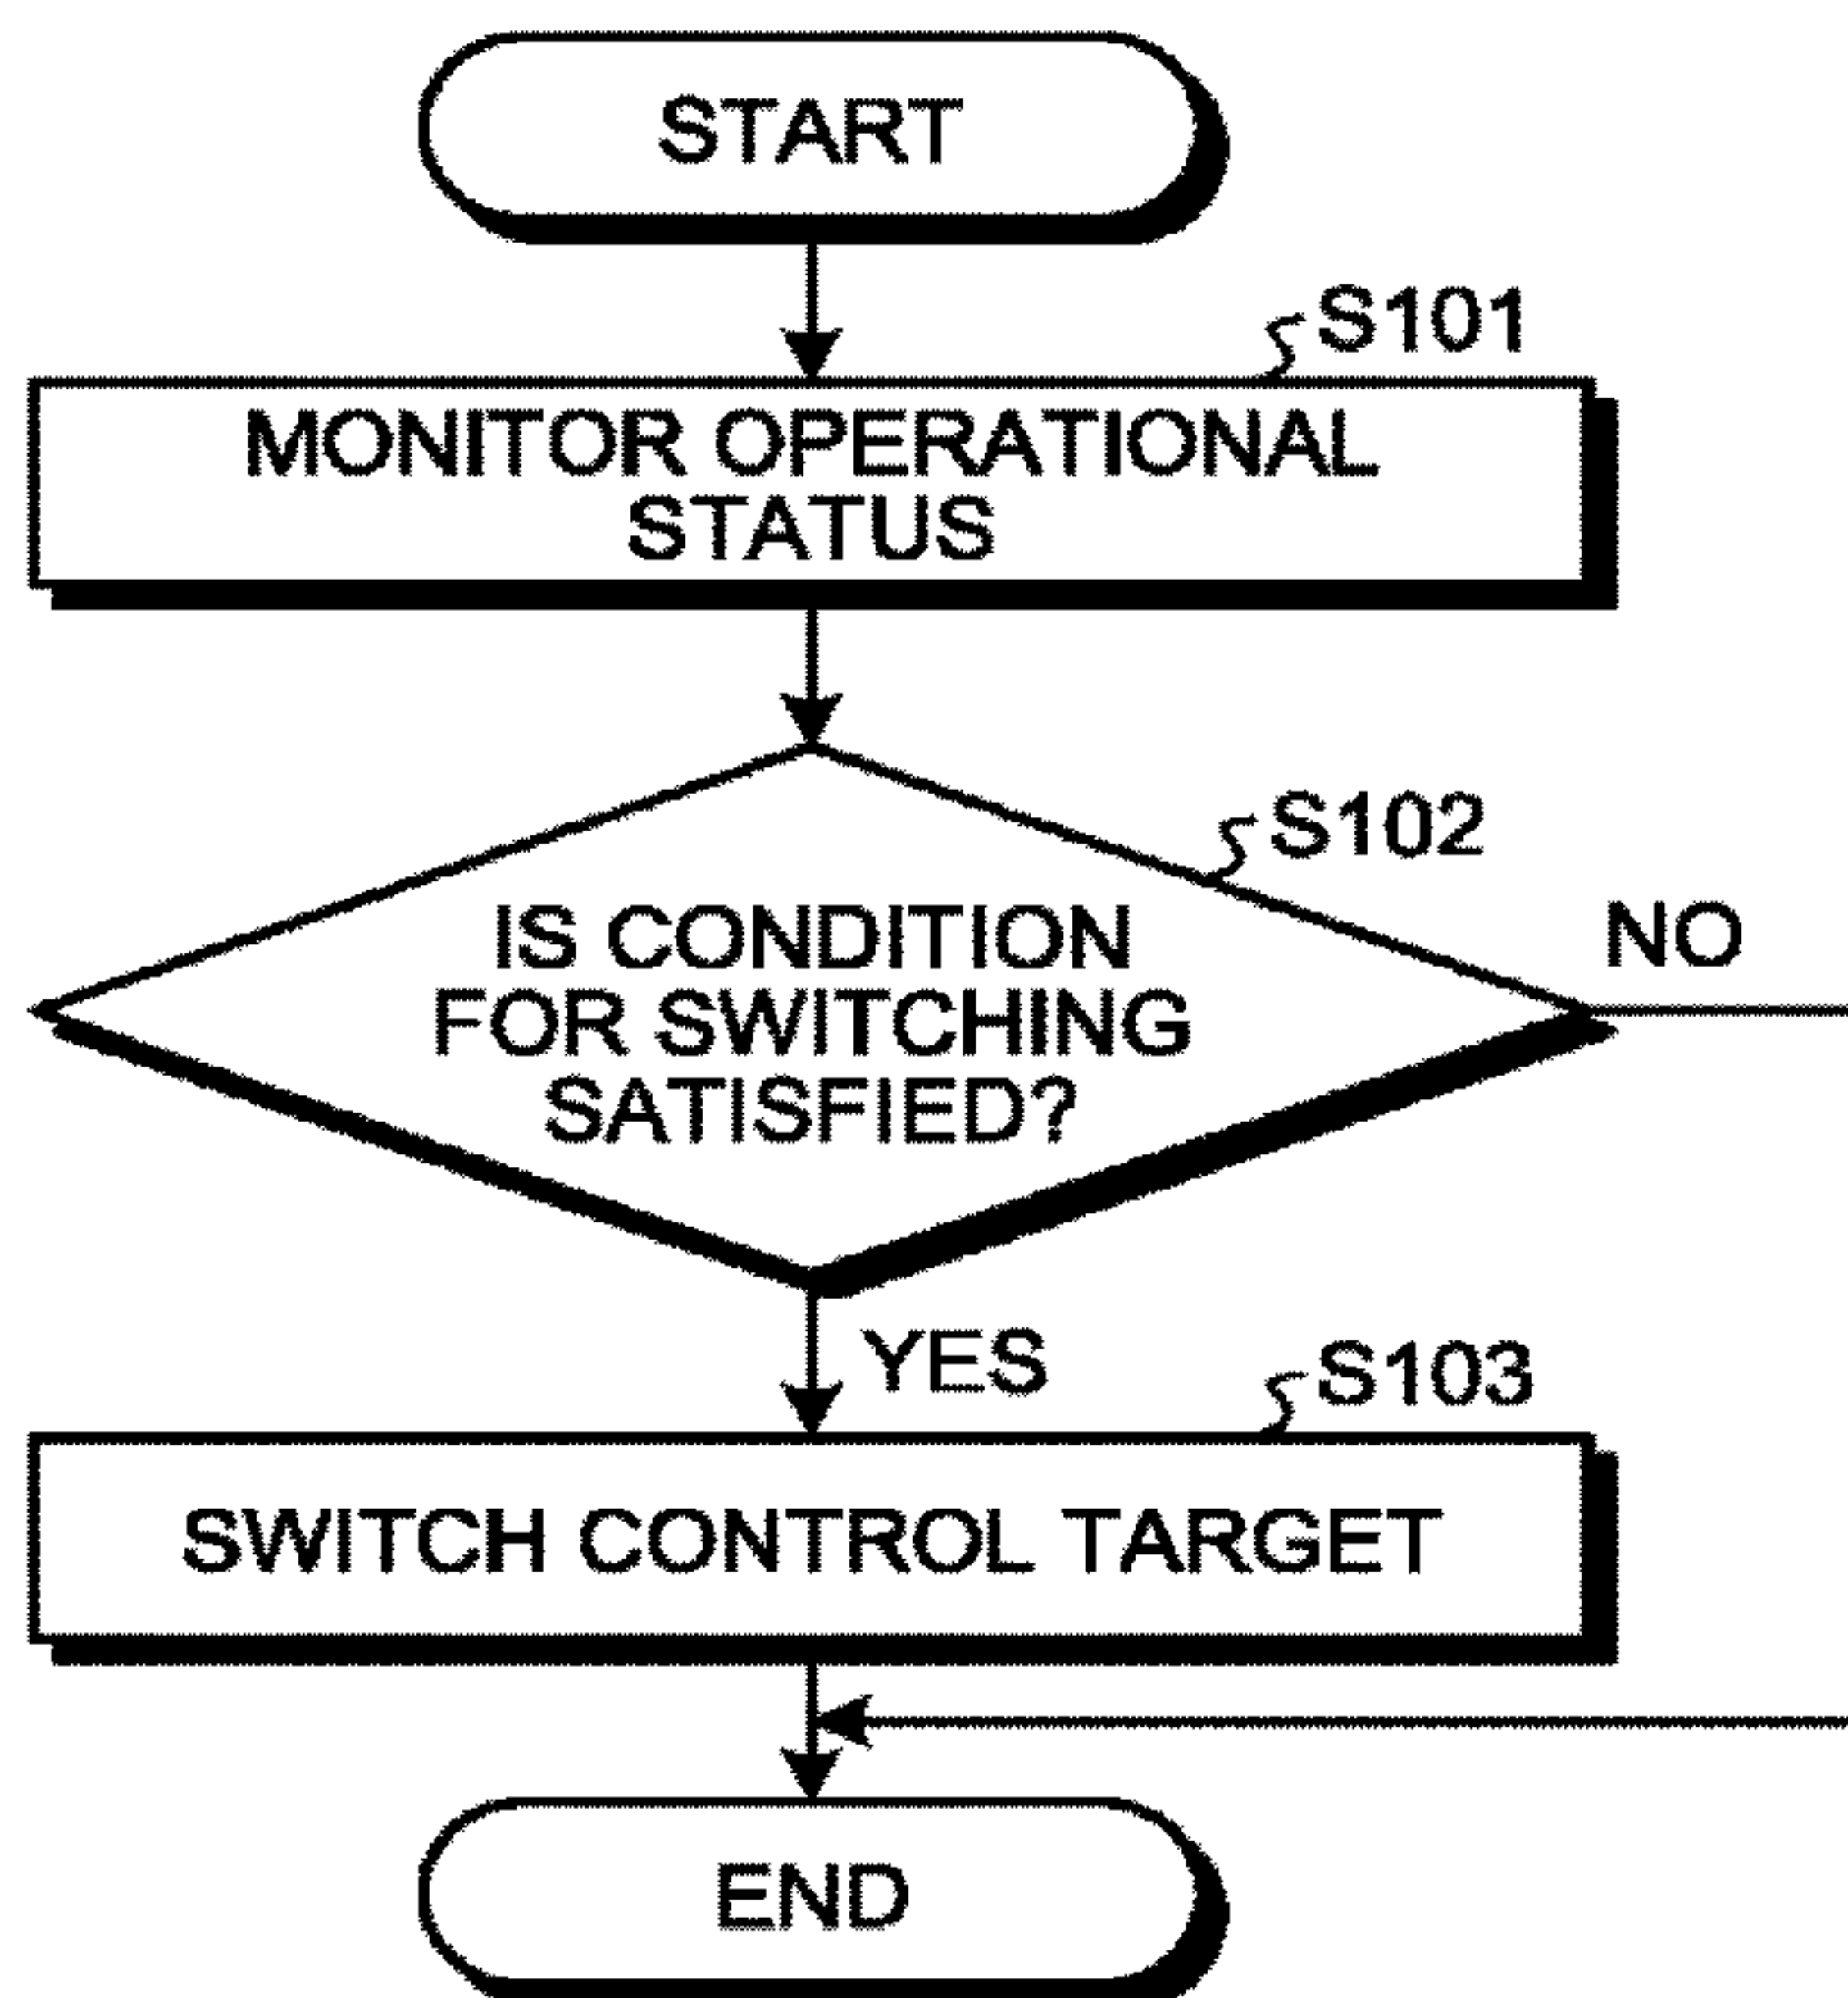 START
S101
MONITOR OPERATIONAL
STATUS
S102
IS CONDITION
FOR SWITCHING
SATISFIED?
NO
YES
S103
SWITCH CONTROL TARGET
END